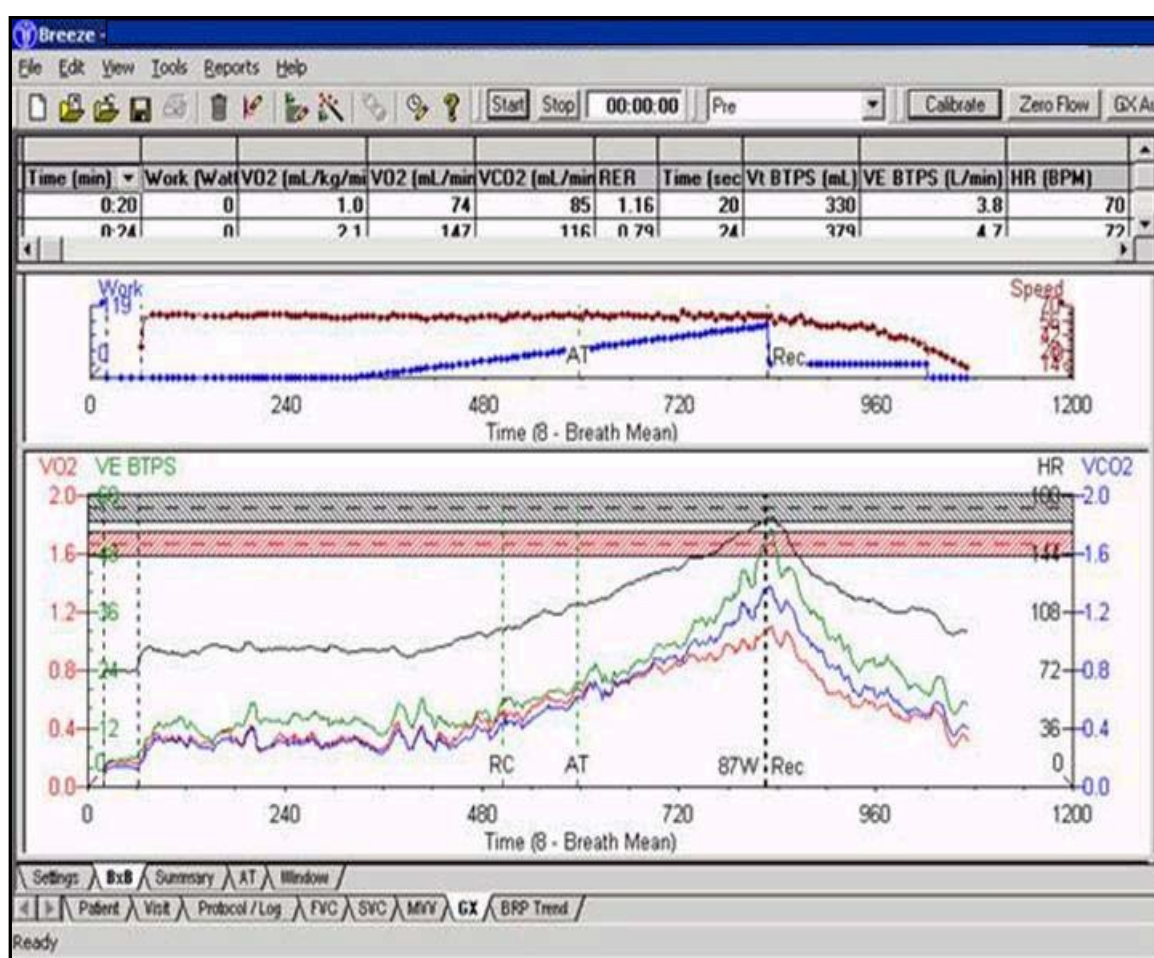 Breeze -
File Edit View Tools Reports Help
Start Stop 00:00:00 Pre Calibrate Zero Flow GX
Time (min) Work (Wat VO2 (mL/kg/mi VO2 (mL/min VCO2 (mL/min RER Time (sec Vt BTPS (mL) VE BTPS (L/min) HR (BPM)
0:20 0 1.0 74 85 1.16 20 330 3.8 70
0:24 0 2.1 147 116 0.79 24 379 4.7 72
Work Speed
19
0
AT Rec
0 240 480 720 960 1200
Time (8 - Breath Mean)
VO2 VE BTPS HR VCO2
2.0 60 2.0
1.6 48 144 1.6
1.2 36 108 1.2
0.8 24 72 0.8
0.4 12 36 0.4
0 RC AT 87W Rec 0
0.0 0.0
0 240 480 720 960 1200
Time (8 - Breath Mean)
Settings BxB Summary AT Window
Patient Visit Protocol / Log FVC SVC MVV GX BRP Trend
Ready